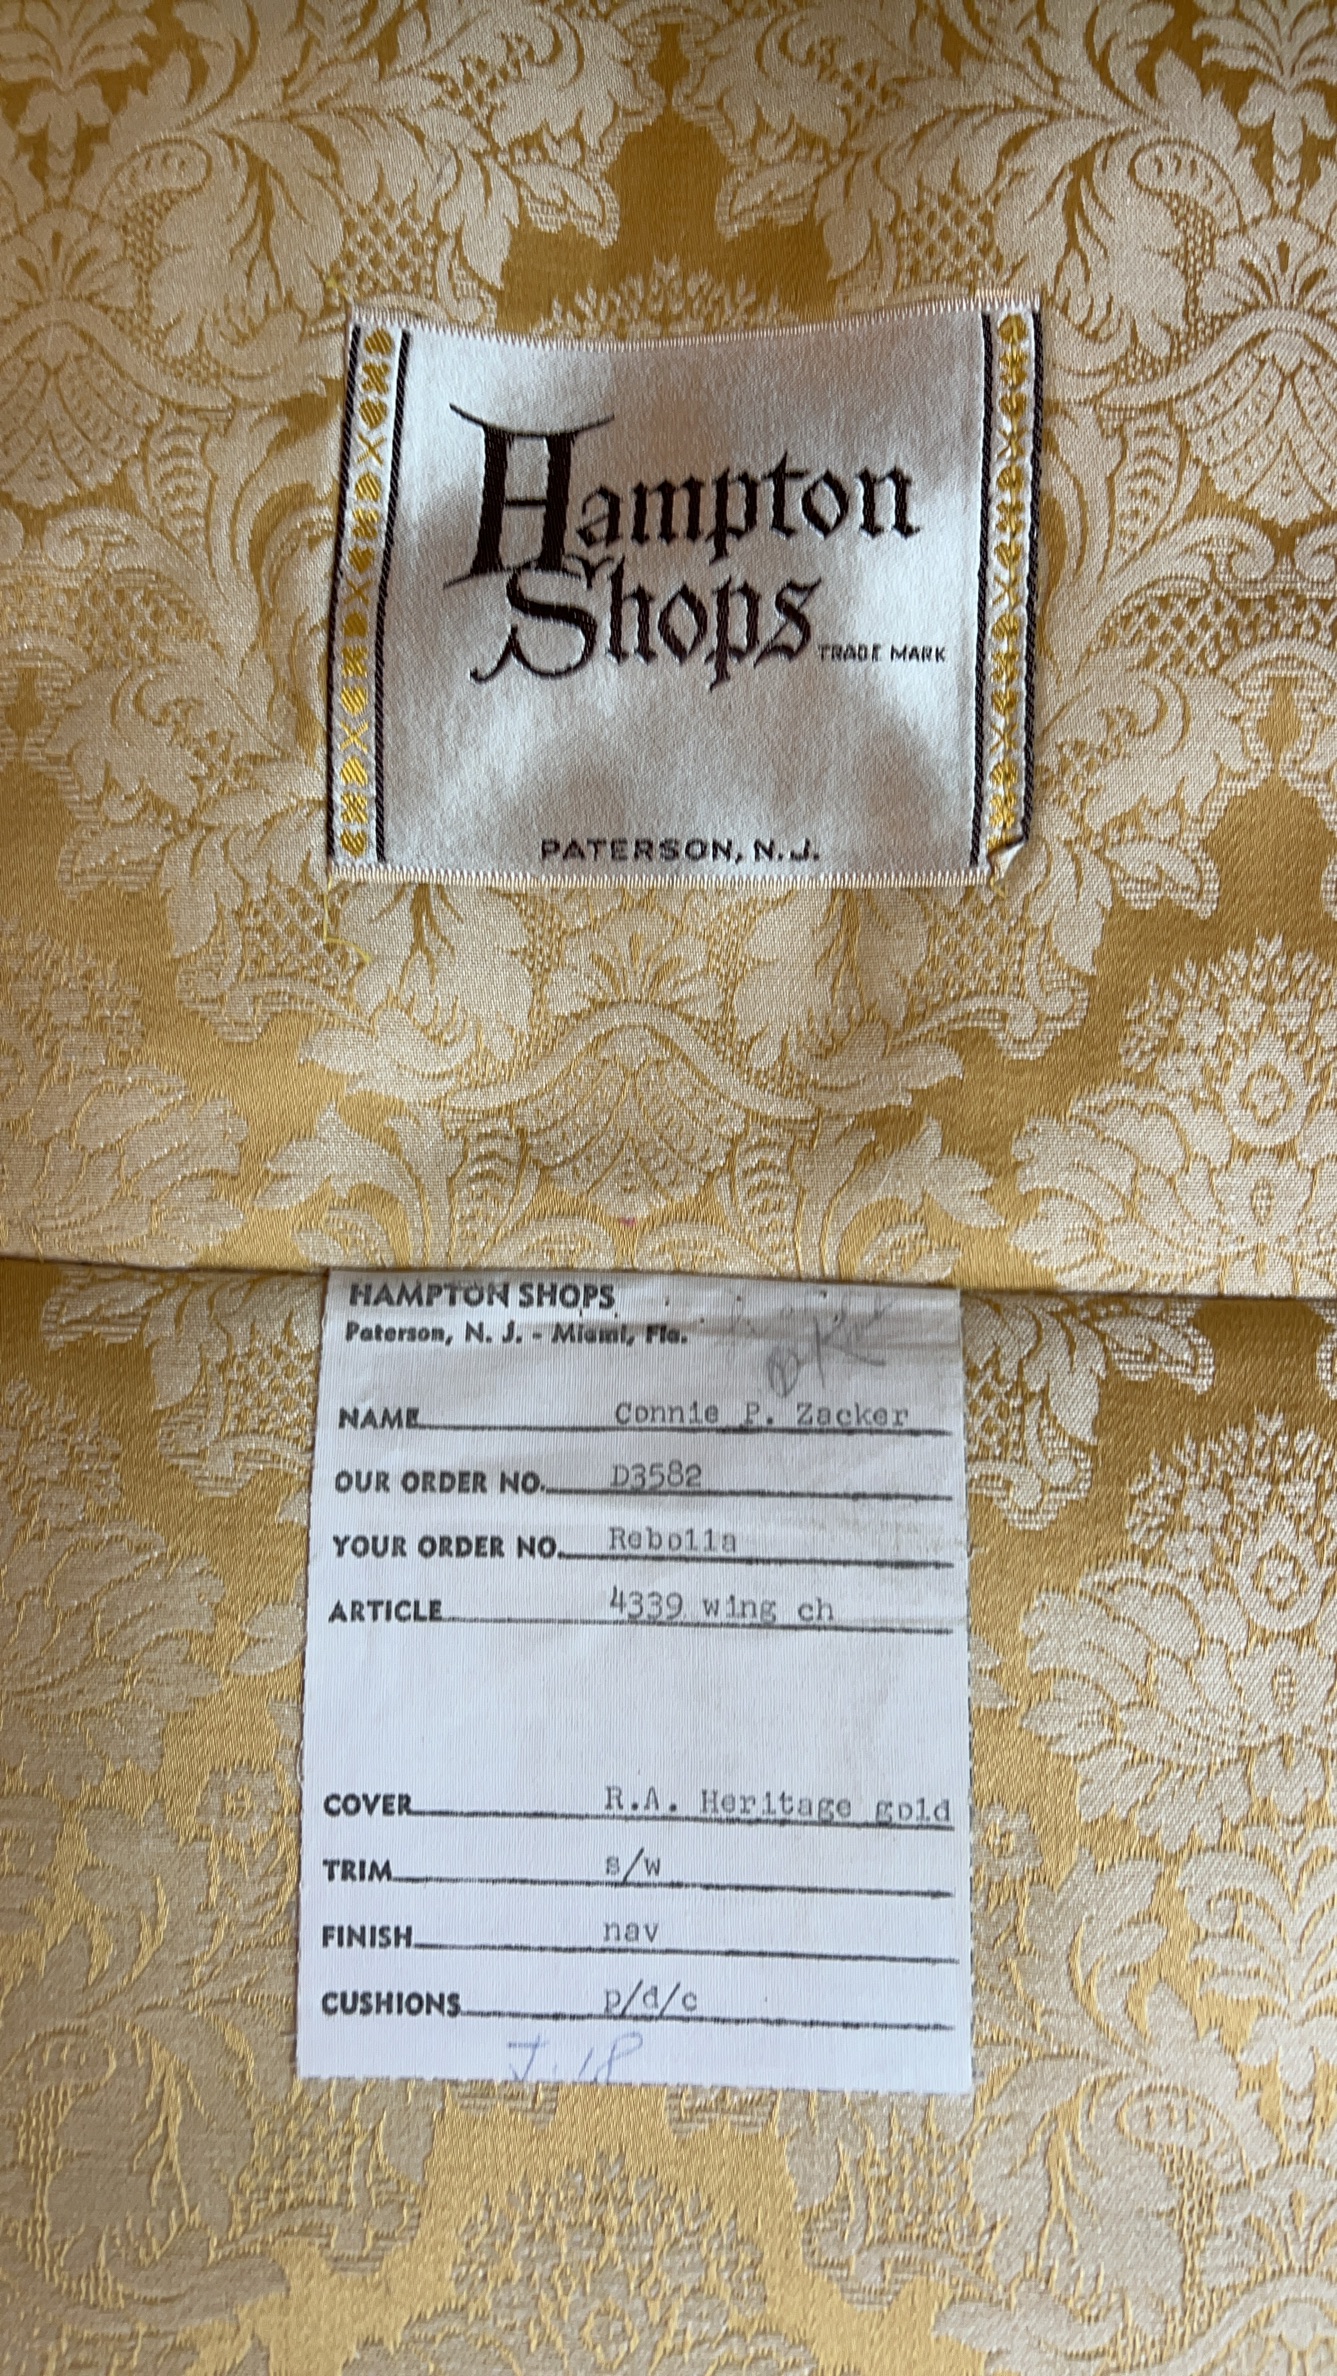 Hampton
Shops
TRADE MARK
PATERSON, N.J.
HAMPTON SHOPS
Paterson, N. J. - Miami, Fla.
NAME Connie P. Zacker
OUR ORDER NO. D3582
YOUR ORDER NO. Rebolla
ARTICLE 4339 wing ch
COVER R.A. Heritage gold
TRIM s/w
FINISH nav
CUSHIONS p/d/c